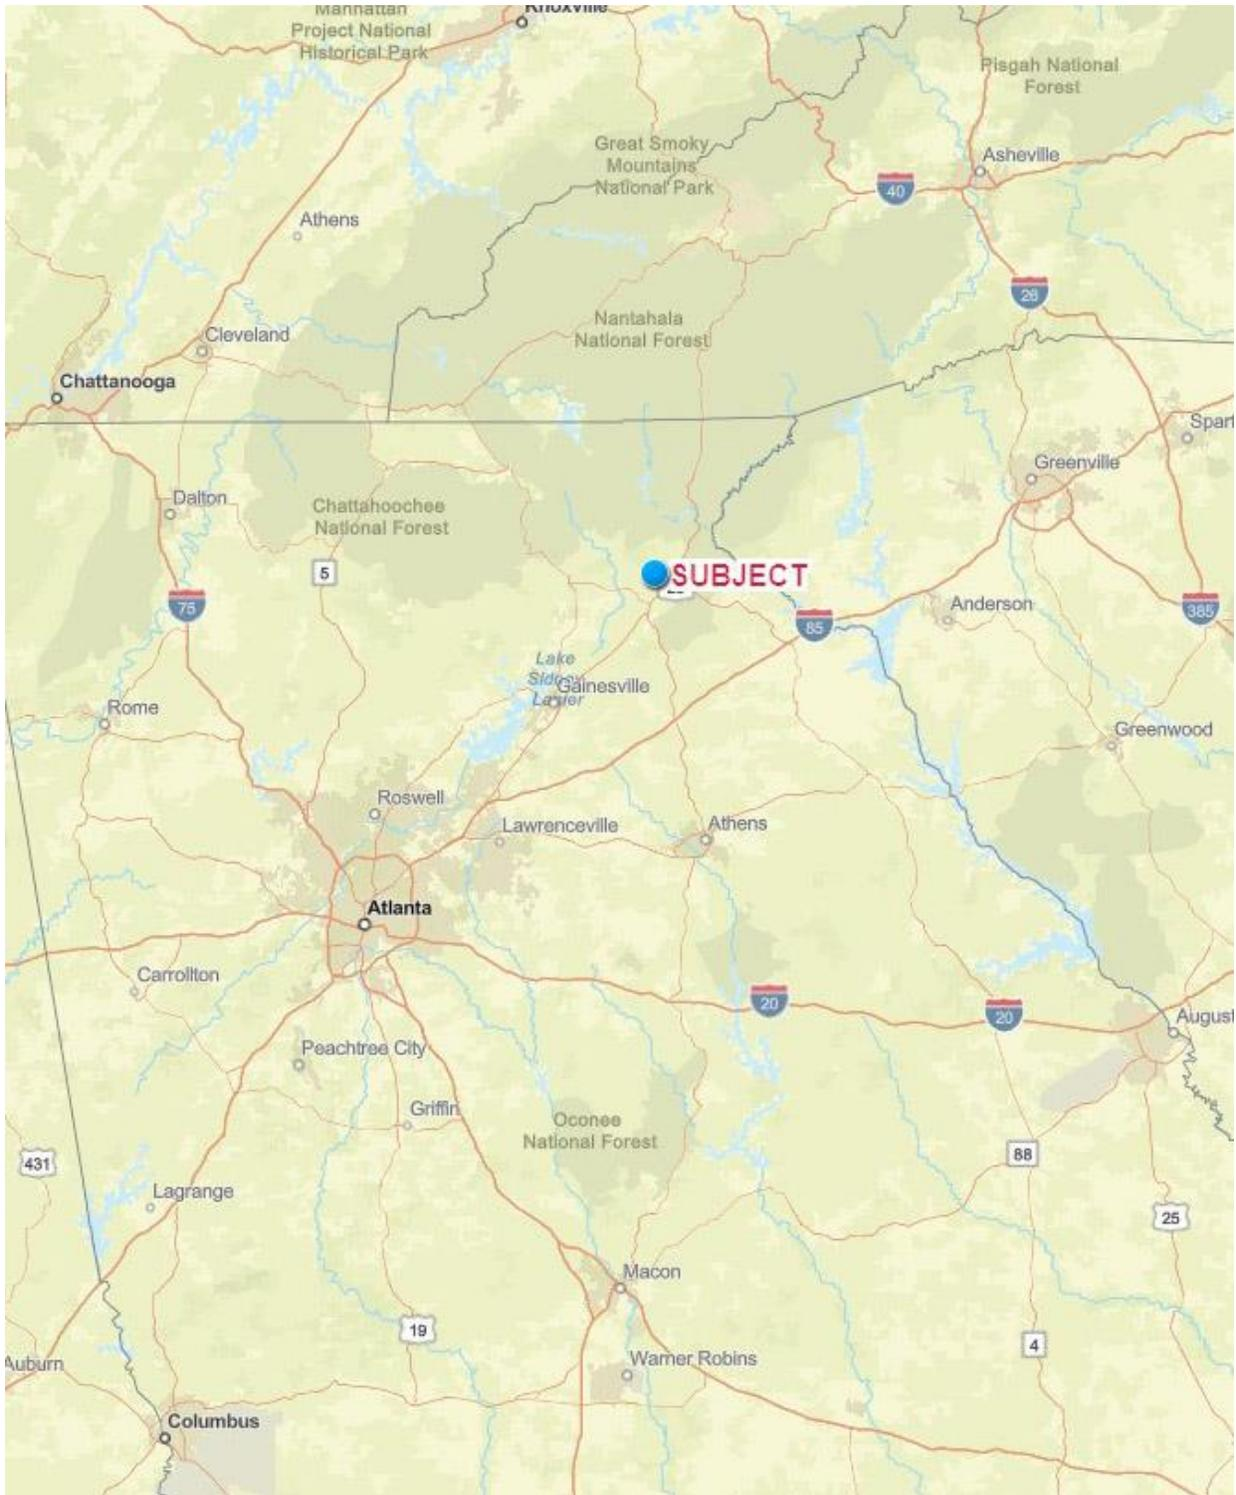 Manhattan
Project National
Historical Park
Knoxville
Pisgah National
Forest
Great Smoky
Mountains
National Park
Asheville
40
Athens
26
Nantahala
National Forest
Cleveland
Chattanooga
Spart
Greenville
Dalton
Chattahoochee
National Forest
5
SUBJECT
75
Anderson
385
85
Lake
Sidney
Lanier
Gainesville
Rome
Greenwood
Roswell
Lawrenceville
Athens
Atlanta
Carrollton
20
20
August
Peachtree City
Griffin
Oconee
National Forest
88
431
Lagrange
25
Macon
19
4
Warner Robins
Auburn
Columbus